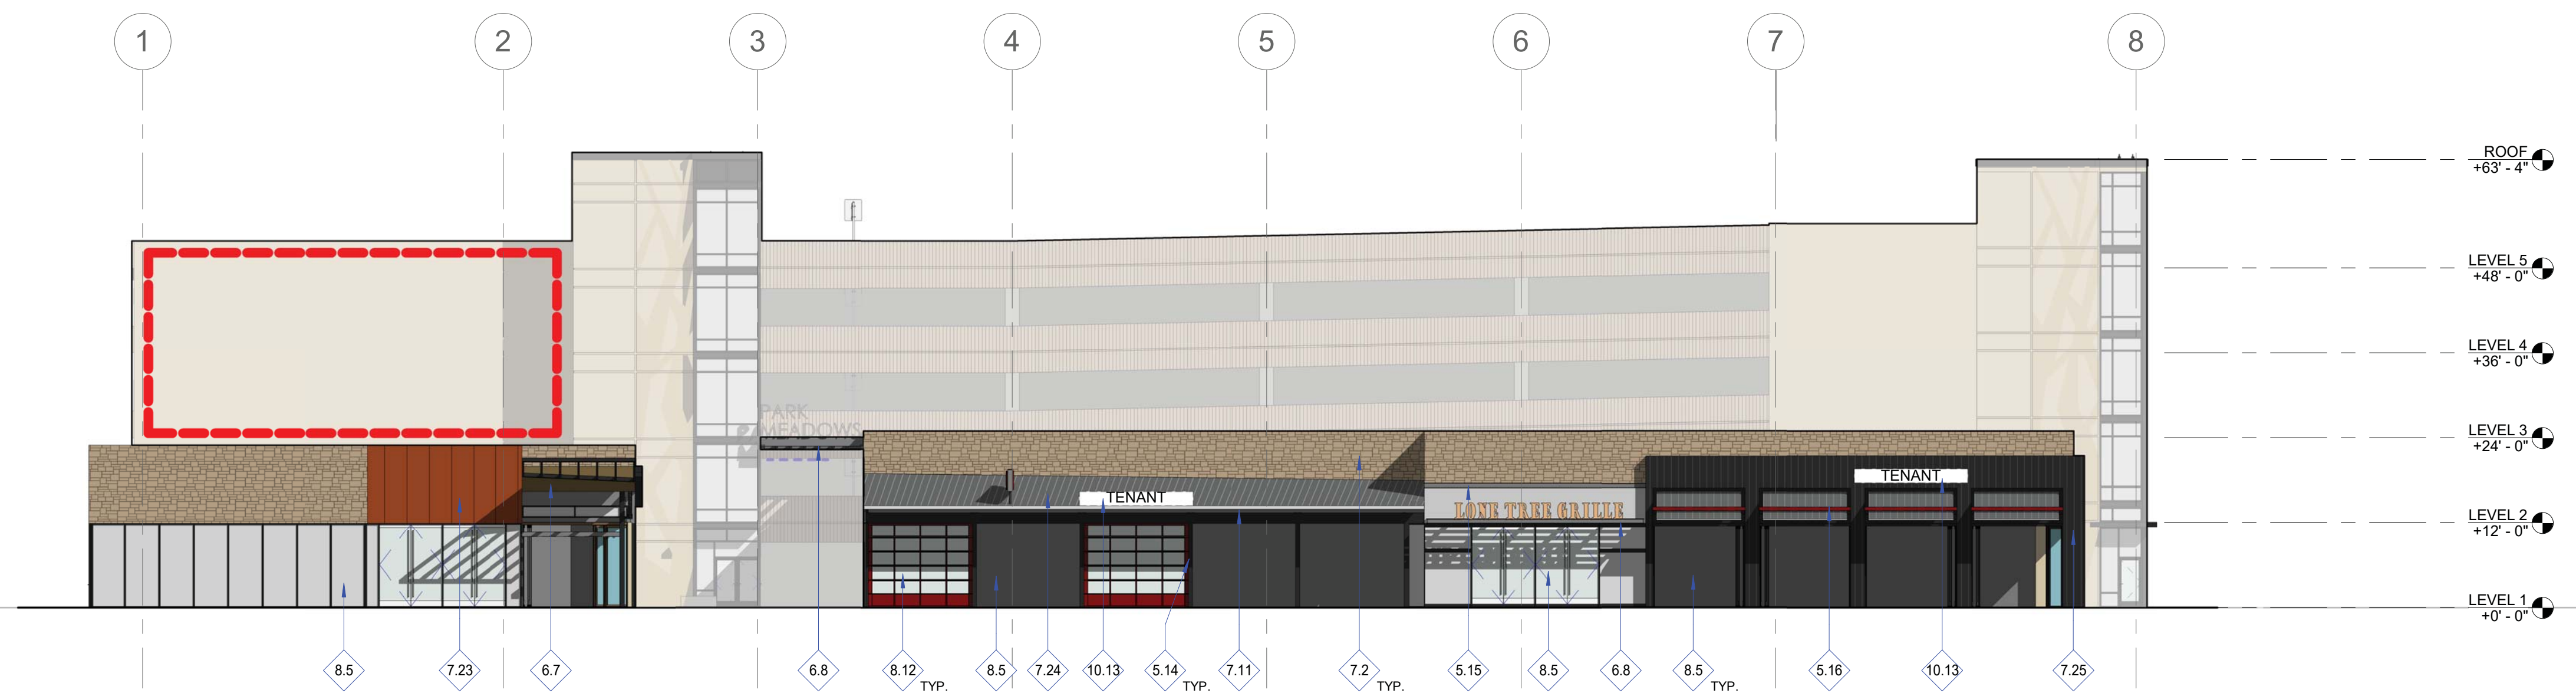 1 2 3 4 5 6 7 8
ROOF
+63' - 4"
LEVEL 5
+48' - 0"
LEVEL 4
+36' - 0"
PARK
MEADOWS
LEVEL 3
+24' - 0"
TENANT
TENANT
LONE TREE GRILLE
LEVEL 2
+12' - 0"
LEVEL 1
+0' - 0"
8.5 7.23 6.7 6.8 8.12 8.5 7.24 10.13 5.14 7.11 7.2 5.15 8.5 6.8 8.5 5.16 10.13 7.25
TYP. TYP. TYP. TYP.